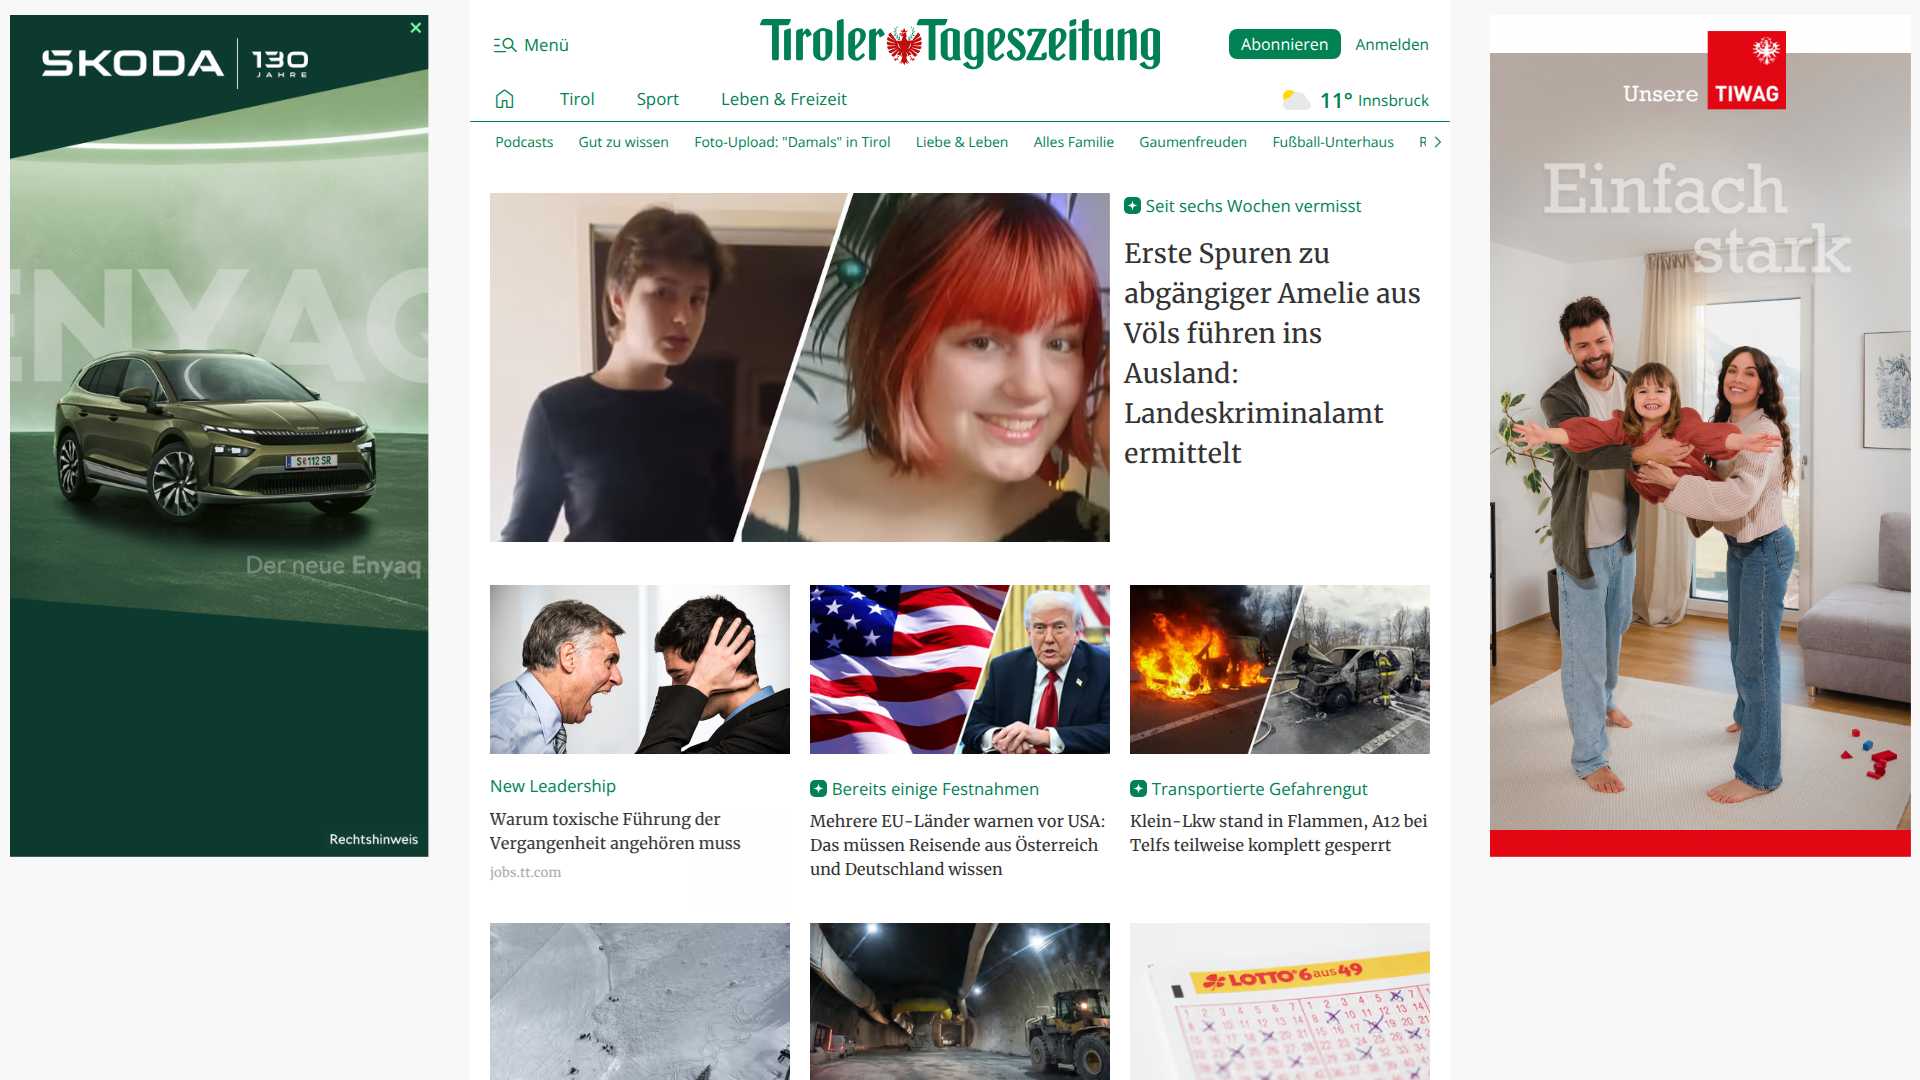 SKODA 130
JAHRE
ENYAQ
S 112 SR
Der neue Enyaq
Rechtshinweis
Menü
Tiroler Tageszeitung
Abonnieren
Anmelden
Tirol
Sport
Leben & Freizeit
11° Innsbruck
Podcasts
Gut zu wissen
Foto-Upload: "Damals" in Tirol
Liebe & Leben
Alles Familie
Gaumenfreuden
Fußball-Unterhaus
Seit sechs Wochen vermisst
Erste Spuren zu
abgängiger Amelie aus
Völs führen ins
Ausland:
Landeskriminalamt
ermittelt
New Leadership
Warum toxische Führung der
Vergangenheit angehören muss
jobs.tt.com
Bereits einige Festnahmen
Mehrere EU-Länder warnen vor USA:
Das müssen Reisende aus Österreich
und Deutschland wissen
Transportierte Gefahrengut
Klein-Lkw stand in Flammen, A12 bei
Telfs teilweise komplett gesperrt
LOTTO 6 aus 49
Unsere TIWAG
Einfach
stark